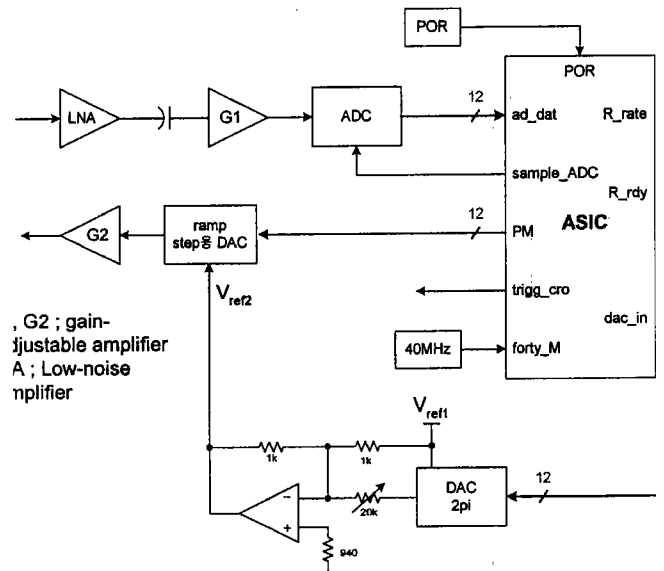 POR
POR
LNA
G1
ADC
12
ad_dat
R_rate
sample_ADC
R_rdy
ASIC
G2
ramp
step용 DAC
12
PM
Vref2
trigg_cro
dac_in
, G2 ; gain-
djustable amplifier
A ; Low-noise
mplifier
40MHz
forty_M
Vref1
1k
1k
12
DAC
2pi
20k
−
+
940